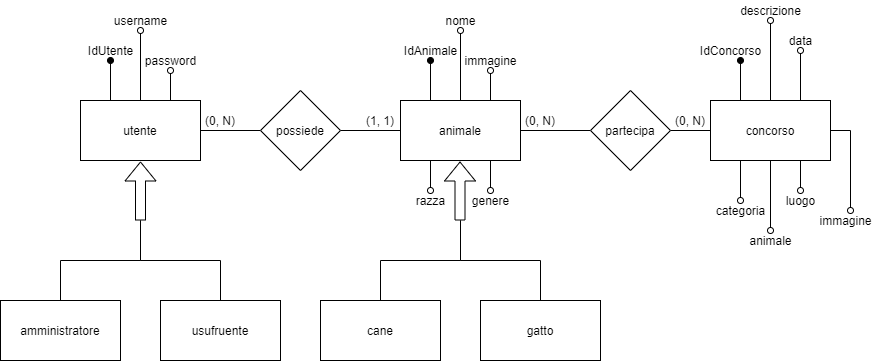 descrizione
username
nome
data
IdUtente
IdAnimale
IdConcorso
password
immagine
utente
(0, N)
possiede
(1, 1)
animale
(0, N)
partecipa
(0, N)
concorso
razza
genere
categoria
luogo
immagine
animale
amministratore
usufruente
cane
gatto